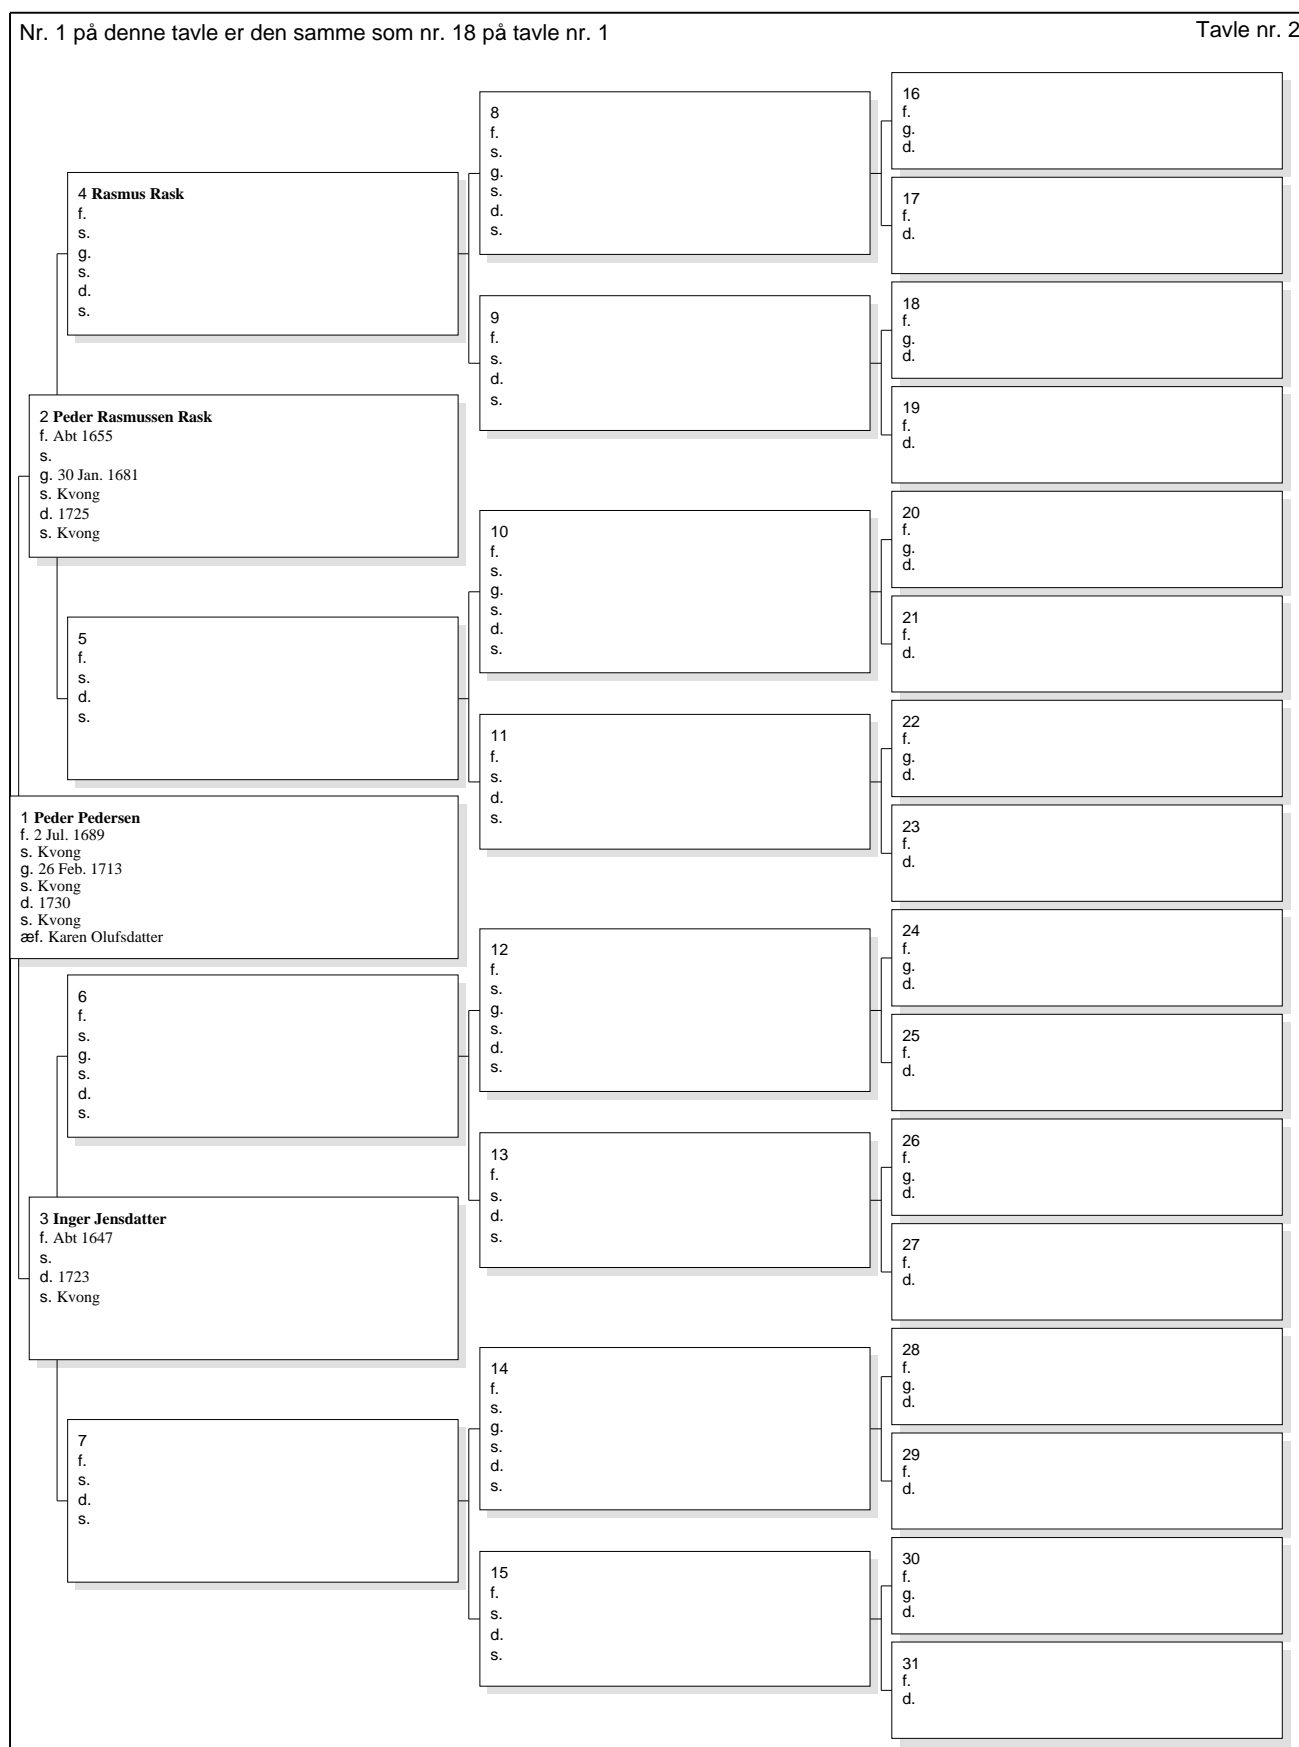 Nr. 1 på denne tavle er den samme som nr. 18 på tavle nr. 1
Tavle nr. 2
4 Rasmus Rask
f.
s.
g.
s.
d.
s.
2 Peder Rasmussen Rask
f. Abt 1655
s.
g. 30 Jan. 1681
s. Kvong
d. 1725
s. Kvong
5
f.
s.
d.
s.
1 Peder Pedersen
f. 2 Jul. 1689
s. Kvong
g. 26 Feb. 1713
s. Kvong
d. 1730
s. Kvong
æf. Karen Olufsdatter
6
f.
s.
g.
s.
d.
s.
3 Inger Jensdatter
f. Abt 1647
s.
d. 1723
s. Kvong
7
f.
s.
d.
s.
8
f.
s.
g.
s.
d.
s.
9
f.
s.
d.
s.
10
f.
s.
g.
s.
d.
s.
11
f.
s.
d.
s.
12
f.
s.
g.
s.
d.
s.
13
f.
s.
d.
s.
14
f.
s.
g.
s.
d.
s.
15
f.
s.
d.
s.
16
f.
g.
d.
17
f.
d.
18
f.
g.
d.
19
f.
d.
20
f.
g.
d.
21
f.
d.
22
f.
g.
d.
23
f.
d.
24
f.
g.
d.
25
f.
d.
26
f.
g.
d.
27
f.
d.
28
f.
g.
d.
29
f.
d.
30
f.
g.
d.
31
f.
d.